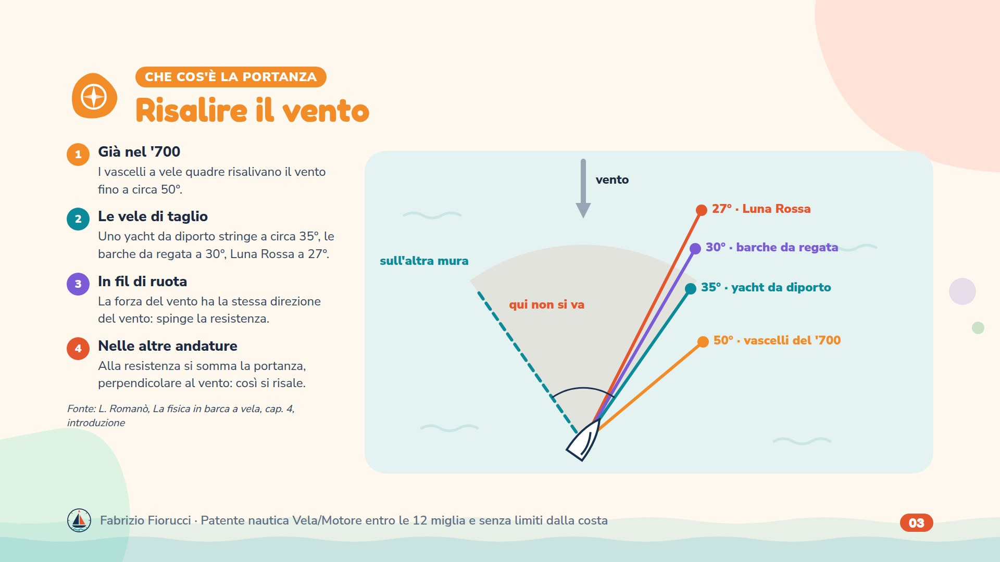 CHE COS'È LA PORTANZA
Risalire il vento
1
Già nel '700
I vascelli a vele quadre risalivano il vento
fino a circa 50°.
2
Le vele di taglio
Uno yacht da diporto stringe a circa 35°, le
barche da regata a 30°, Luna Rossa a 27°.
3
In fil di ruota
La forza del vento ha la stessa direzione
del vento: spinge la resistenza.
4
Nelle altre andature
Alla resistenza si somma la portanza,
perpendicolare al vento: così si risale.
Fonte: L. Romanò, La fisica in barca a vela, cap. 4,
introduzione
vento
27° · Luna Rossa
30° · barche da regata
sull'altra mura
35° · yacht da diporto
qui non si va
50° · vascelli del '700
Fabrizio Fiorucci · Patente nautica Vela/Motore entro le 12 miglia e senza limiti dalla costa
03